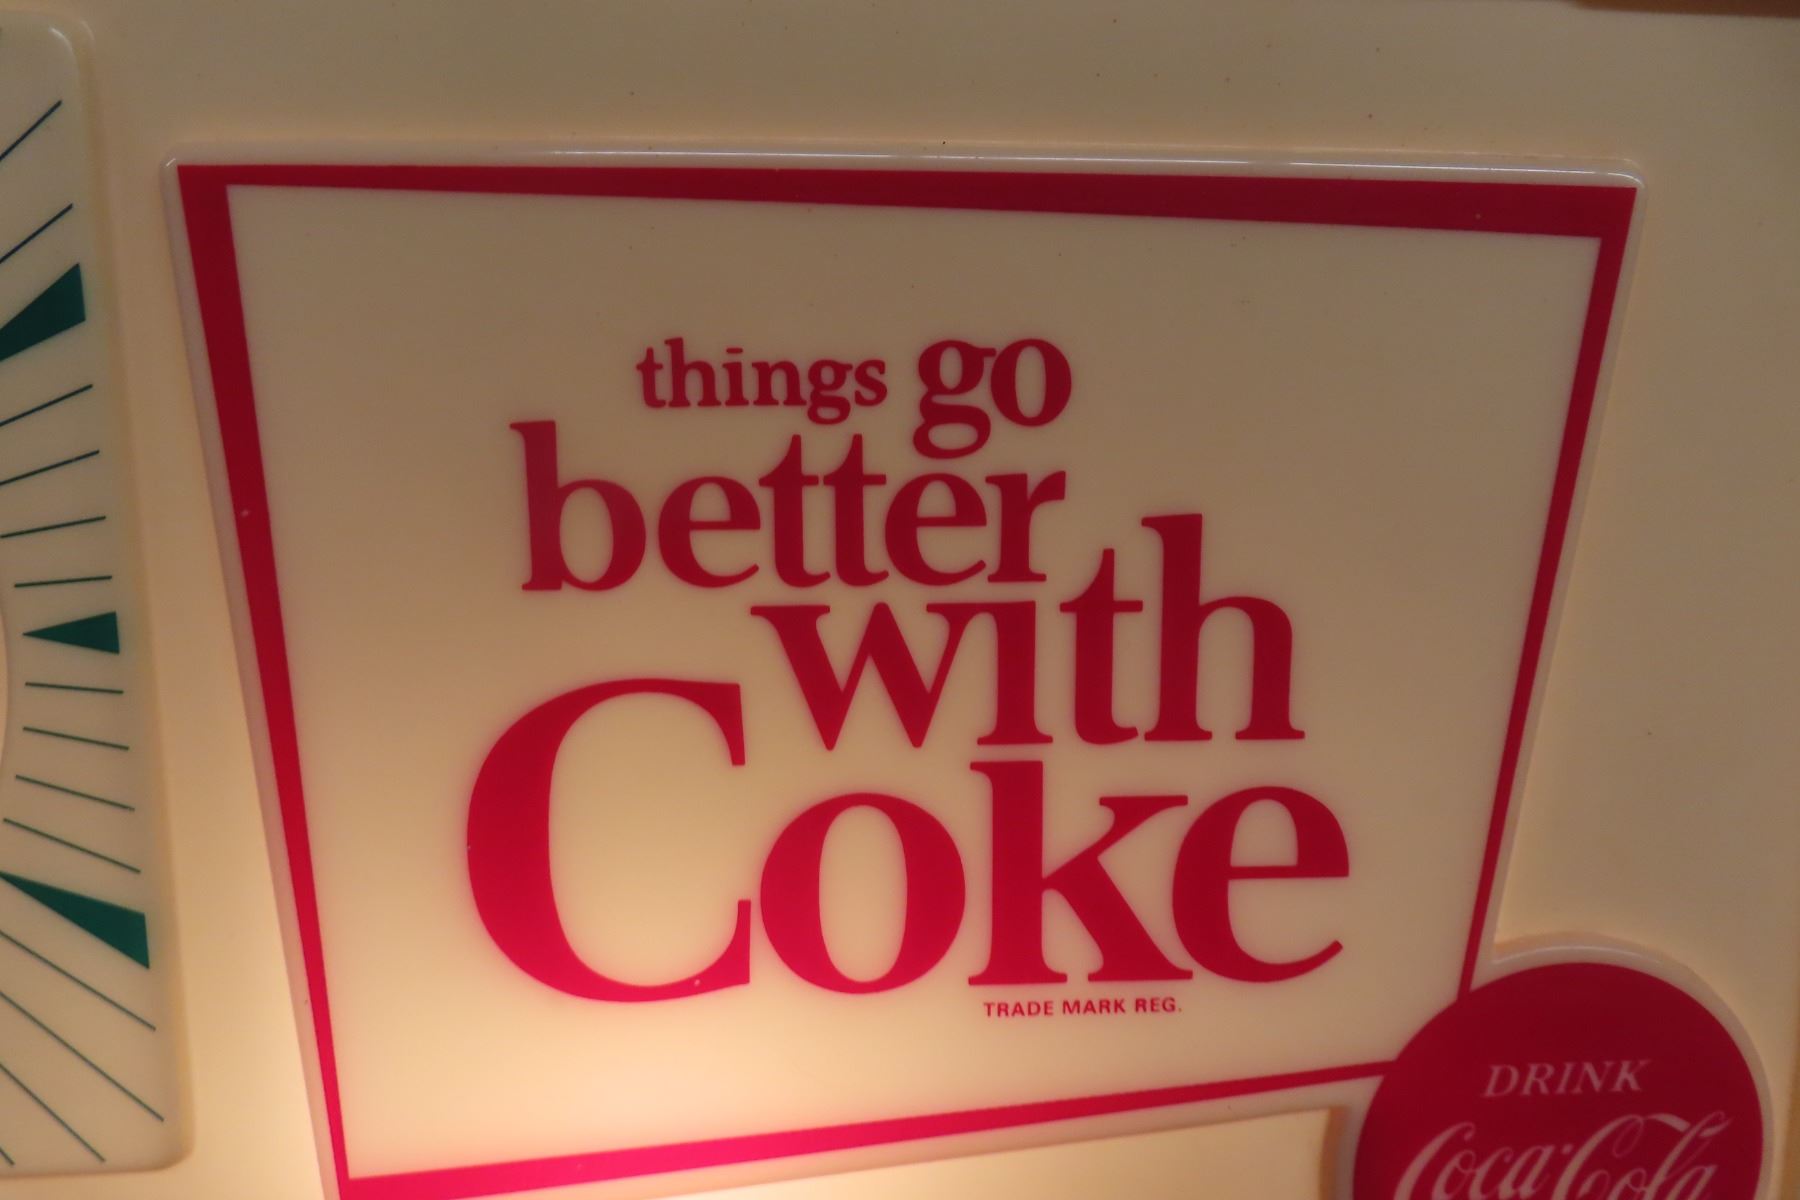 things go
better
with
Coke
TRADE MARK REG.
DRINK
Coca-Cola